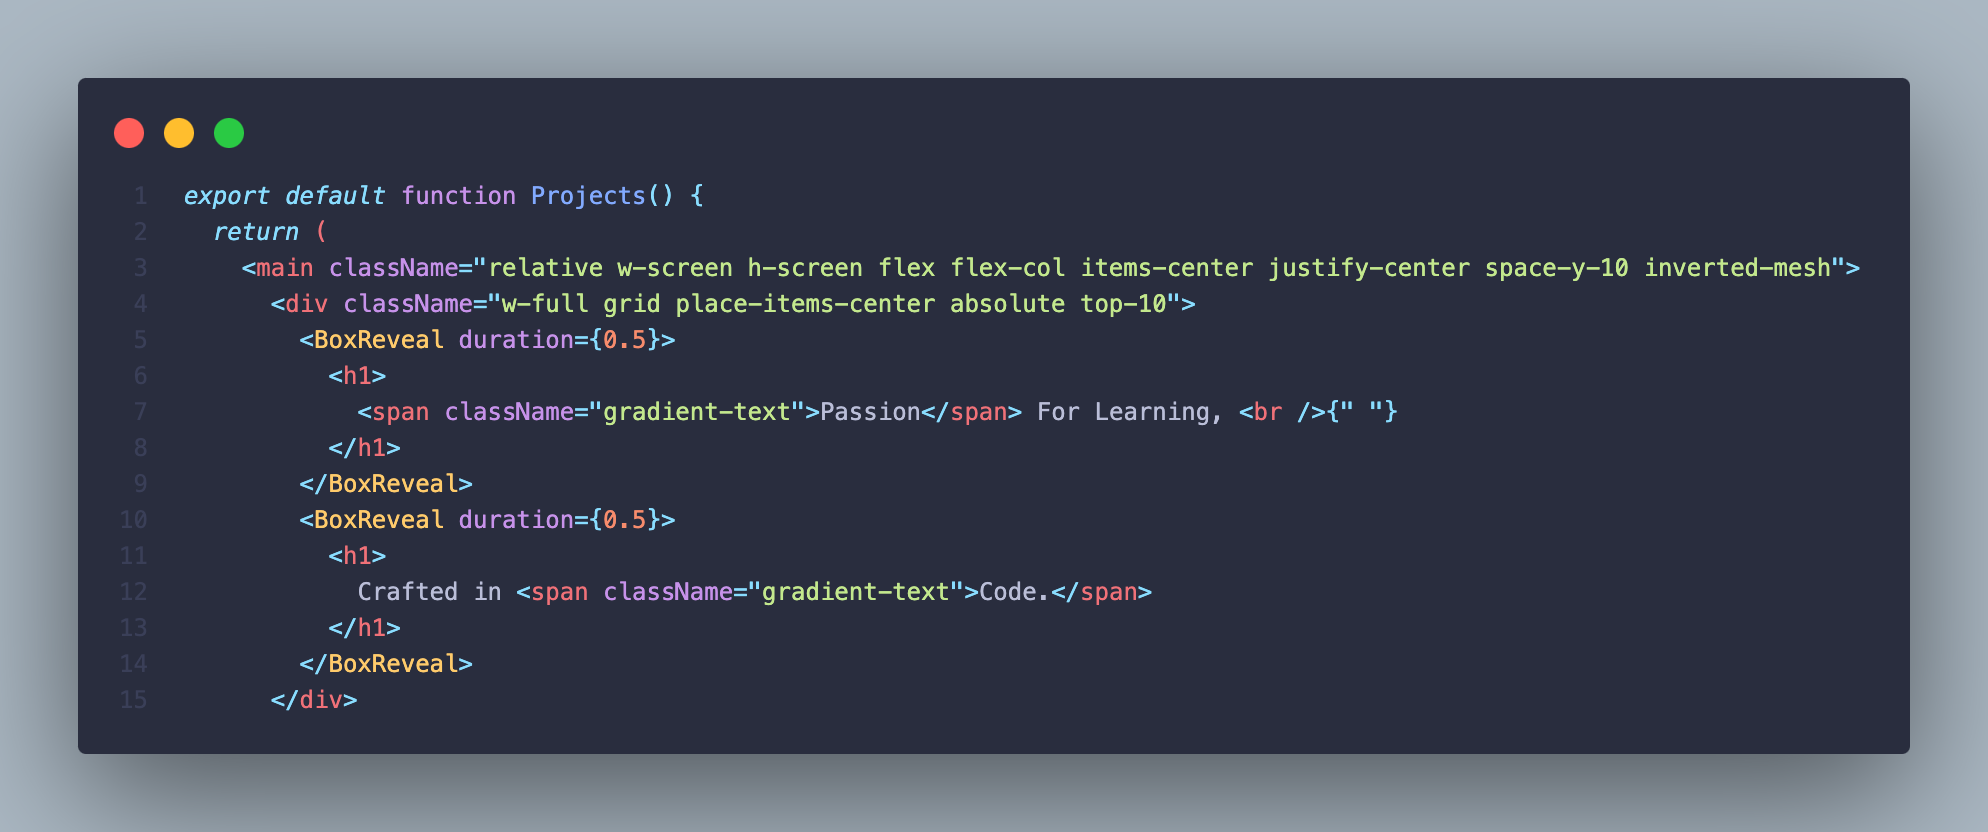 1 export default function Projects() {
2 return (
3 <main className="relative w-screen h-screen flex flex-col items-center justify-center space-y-10 inverted-mesh">
4 <div className="w-full grid place-items-center absolute top-10">
5 <BoxReveal duration={0.5}>
6 <h1>
7 <span className="gradient-text">Passion</span> For Learning, <br />{" "}
8 </h1>
9 </BoxReveal>
10 <BoxReveal duration={0.5}>
11 <h1>
12 Crafted in <span className="gradient-text">Code.</span>
13 </h1>
14 </BoxReveal>
15 </div>